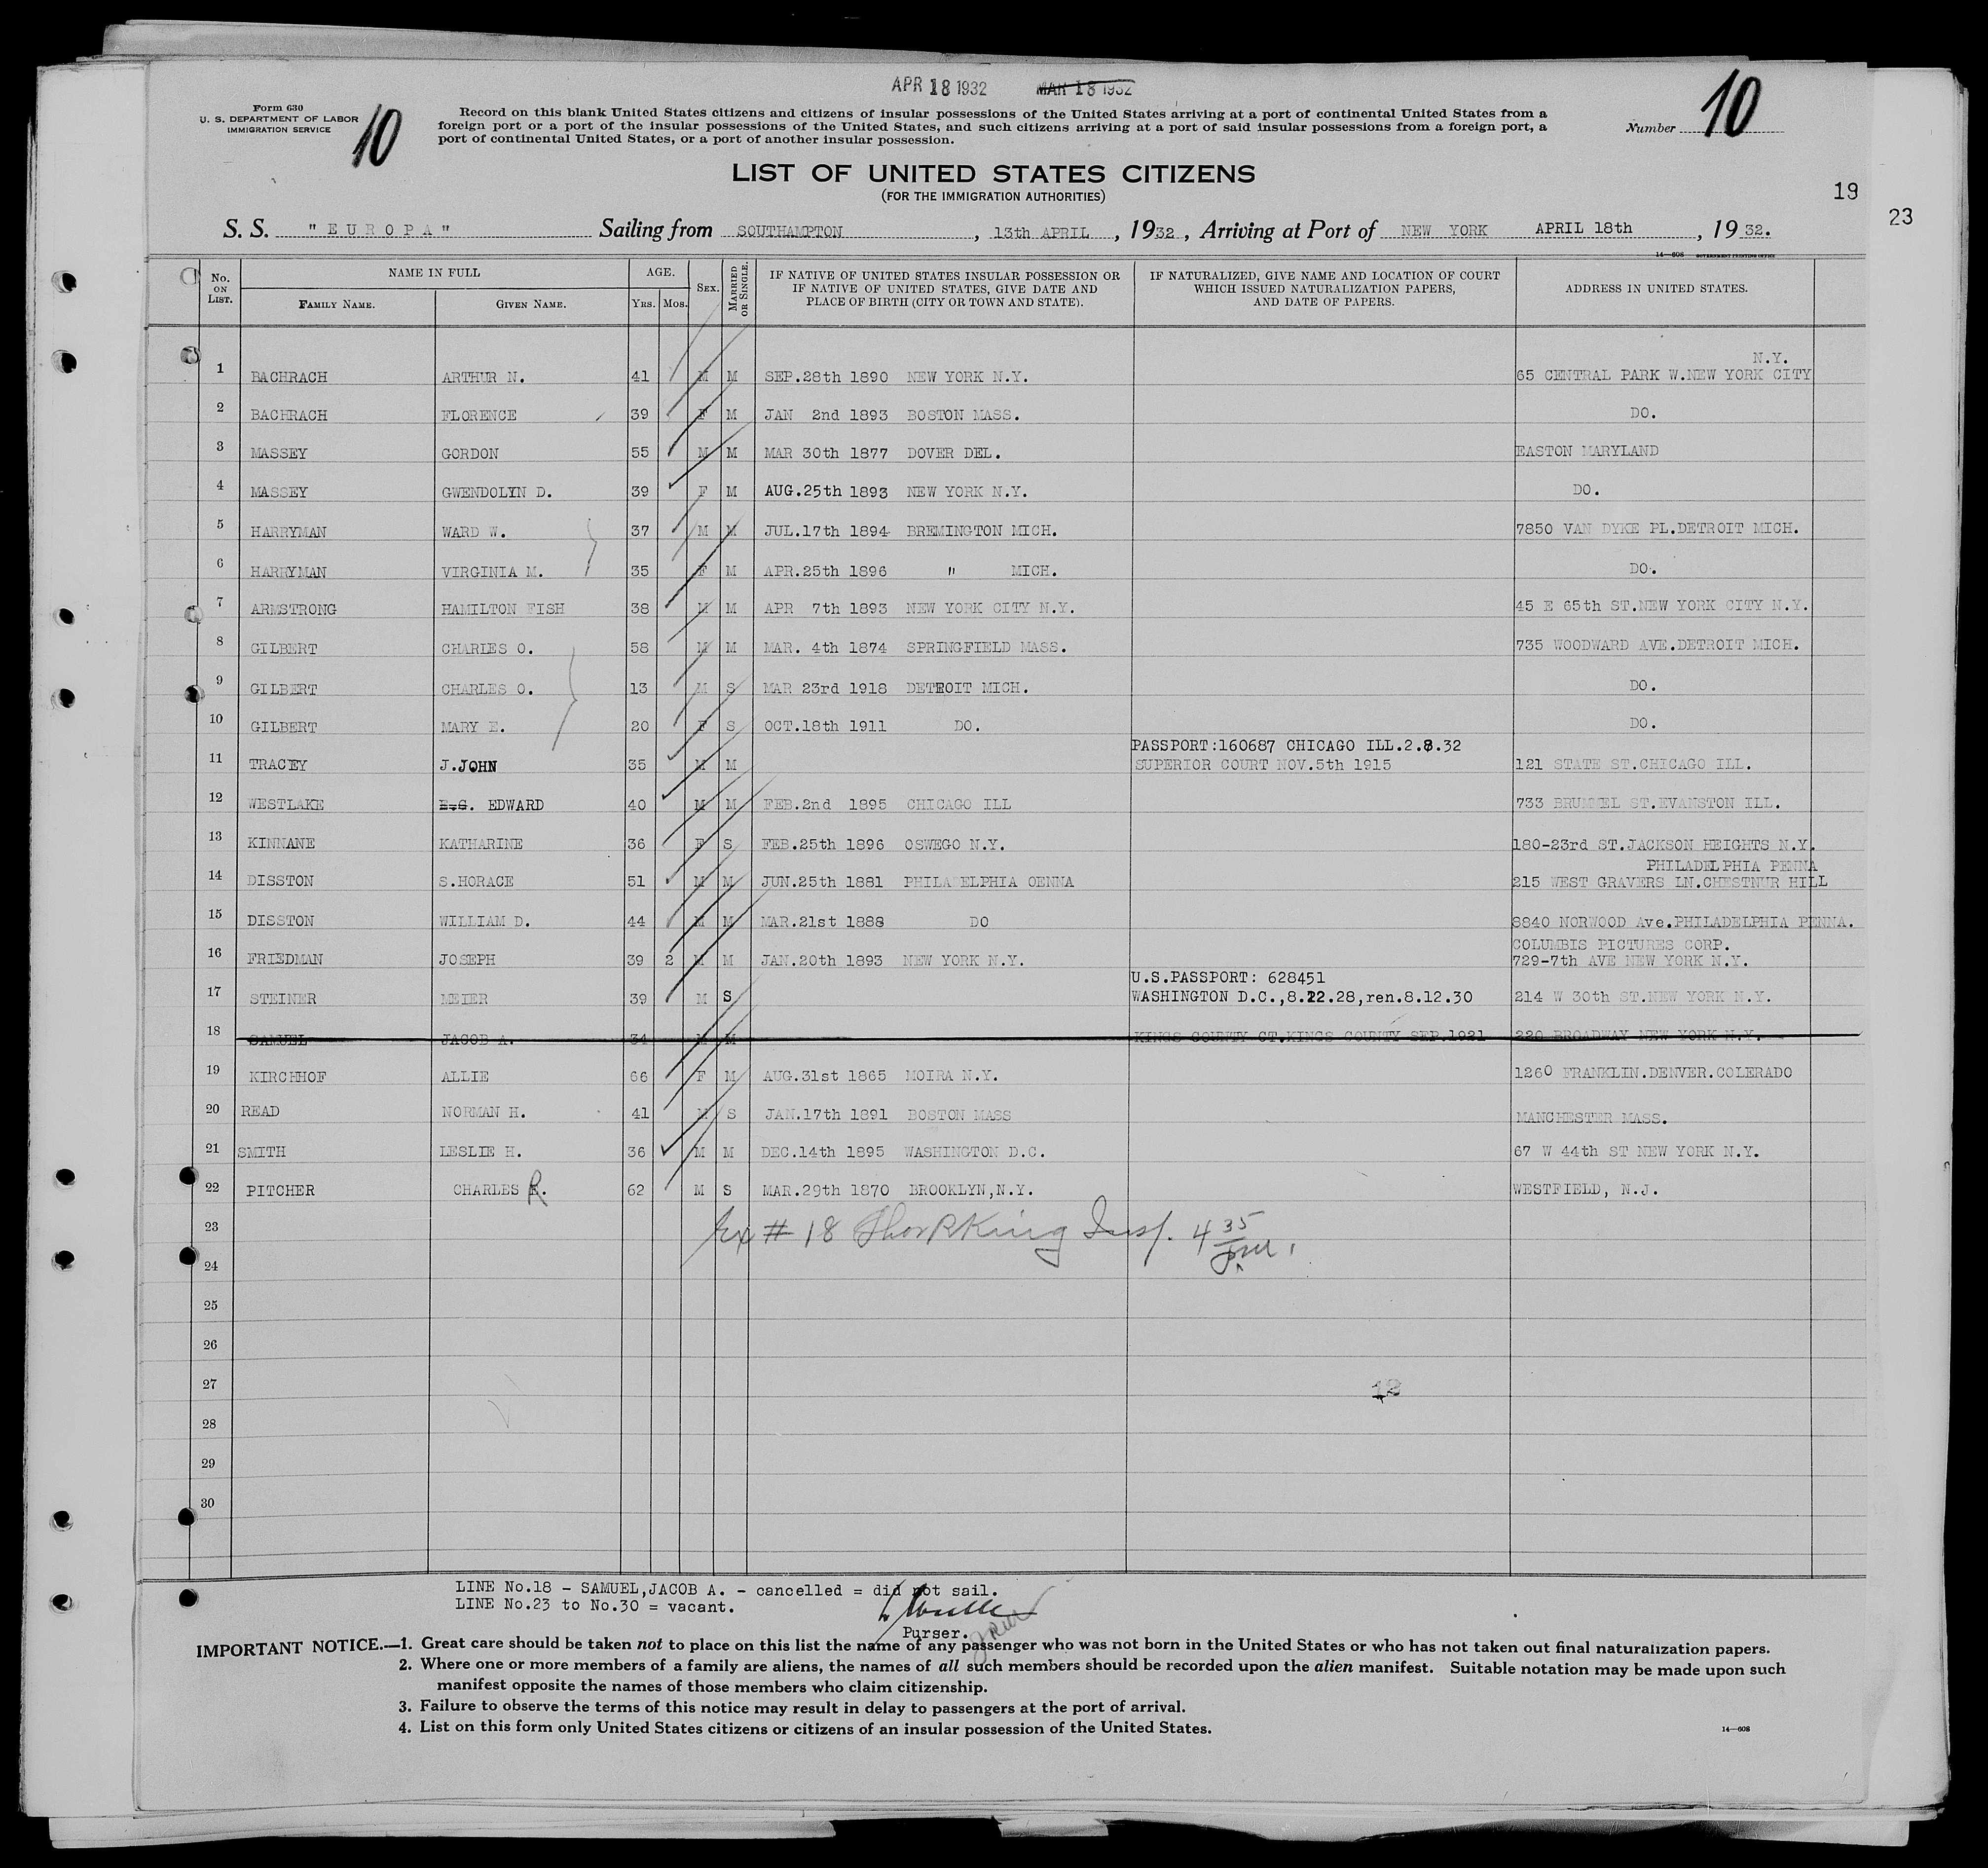 APR 18 1932 MAR 18 1932
Form 630
U. S. DEPARTMENT OF LABOR
IMMIGRATION SERVICE
10
Record on this blank United States citizens and citizens of insular possessions of the United States arriving at a port of continental United States from a
foreign port or a port of the insular possessions of the United States, and such citizens arriving at a port of said insular possessions from a foreign port, a
port of continental United States, or a port of another insular possession.
Number 10
LIST OF UNITED STATES CITIZENS
(FOR THE IMMIGRATION AUTHORITIES)
19
23
S. S. "EUROPA" Sailing from SOUTHAMPTON, 13th APRIL, 1932, Arriving at Port of NEW YORK APRIL 18th, 1932.
14—608 GOVERNMENT PRINTING OFFICE
No. ON LIST. NAME IN FULL FAMILY NAME. GIVEN NAME. AGE. YRS. MOS. SEX. MARRIED OR SINGLE. IF NATIVE OF UNITED STATES INSULAR POSSESSION OR IF NATIVE OF UNITED STATES, GIVE DATE AND PLACE OF BIRTH (CITY OR TOWN AND STATE). IF NATURALIZED, GIVE NAME AND LOCATION OF COURT WHICH ISSUED NATURALIZATION PAPERS, AND DATE OF PAPERS. ADDRESS IN UNITED STATES.
N.Y.
1 BACHRACH ARTHUR N. 41 M M SEP.28th 1890 NEW YORK N.Y. 65 CENTRAL PARK W.NEW YORK CITY
2 BACHRACH FLORENCE 39 F M JAN 2nd 1893 BOSTON MASS. DO.
3 MASSEY GORDON 55 M M MAR 30th 1877 DOVER DEL. EASTON MARYLAND
4 MASSEY GWENDOLYN D. 39 F M AUG.25th 1893 NEW YORK N.Y. DO.
5 HARRYMAN WARD W. 37 M M JUL.17th 1894 BREMINGTON MICH. 7850 VAN DYKE PL.DETROIT MICH.
6 HARRYMAN VIRGINIA M. 35 F M APR.25th 1896 " MICH. DO.
7 ARMSTRONG HAMILTON FISH 38 M M APR 7th 1893 NEW YORK CITY N.Y. 45 E 65th ST.NEW YORK CITY N.Y.
8 GILBERT CHARLES O. 58 M M MAR. 4th 1874 SPRINGFIELD MASS. 735 WOODWARD AVE.DETROIT MICH.
9 GILBERT CHARLES O. 13 M S MAR 23rd 1918 DETROIT MICH. DO.
10 GILBERT MARY E. 20 F S OCT.18th 1911 DO. DO.
PASSPORT:160687 CHICAGO ILL.2.8.32
11 TRACEY J.JOHN 35 M M SUPERIOR COURT NOV.5th 1915 121 STATE ST.CHICAGO ILL.
12 WESTLAKE E.G. EDWARD 40 M M FEB.2nd 1895 CHICAGO ILL 733 BRUMMEL ST.EVANSTON ILL.
13 KINNANE KATHARINE 36 F S FEB.25th 1896 OSWEGO N.Y. 180-23rd ST.JACKSON HEIGHTS N.Y.
PHILADELPHIA PENNA
14 DISSTON S.HORACE 51 M M JUN.25th 1881 PHILADELPHIA OENNA 215 WEST GRAVERS LN.CHESTNUR HILL
15 DISSTON WILLIAM D. 44 M M MAR.21st 1888 DO 8840 NORWOOD Ave.PHILADELPHIA PENNA.
COLUMBIS PICTURES CORP.
16 FRIEDMAN JOSEPH 39 2 M M JAN.20th 1893 NEW YORK N.Y. 729-7th AVE NEW YORK N.Y.
U.S.PASSPORT: 628451
17 STEINER MEIER 39 M S WASHINGTON D.C.,8.22.28,ren.8.12.30 214 W 30th ST.NEW YORK N.Y.
18 SAMUEL JACOB A. 34 M M KINGS COUNTY CT.KINGS COUNTY SEP.1921 220 BROADWAY NEW YORK N.Y.
19 KIRCHHOF ALLIE 66 F M AUG.31st 1865 MOIRA N.Y. 1260 FRANKLIN.DENVER.COLERADO
20 READ NORMAN H. 41 M S JAN.17th 1891 BOSTON MASS MANCHESTER MASS.
21 SMITH LESLIE H. 36 M M DEC.14th 1895 WASHINGTON D.C. 67 W 44th ST NEW YORK N.Y.
22 PITCHER CHARLES R. 62 M S MAR.29th 1870 BROOKLYN,N.Y. WESTFIELD, N.J.
23 Ex # 18 Insp. 4 35 pm.
24
25
26
27 12
28
29
30
LINE No.18 - SAMUEL,JACOB A. - cancelled = did not sail.
LINE No.23 to No.30 = vacant.
Purser.
IMPORTANT NOTICE.—1. Great care should be taken not to place on this list the name of any passenger who was not born in the United States or who has not taken out final naturalization papers.
2. Where one or more members of a family are aliens, the names of all such members should be recorded upon the alien manifest. Suitable notation may be made upon such
manifest opposite the names of those members who claim citizenship.
3. Failure to observe the terms of this notice may result in delay to passengers at the port of arrival.
4. List on this form only United States citizens or citizens of an insular possession of the United States.
14—608